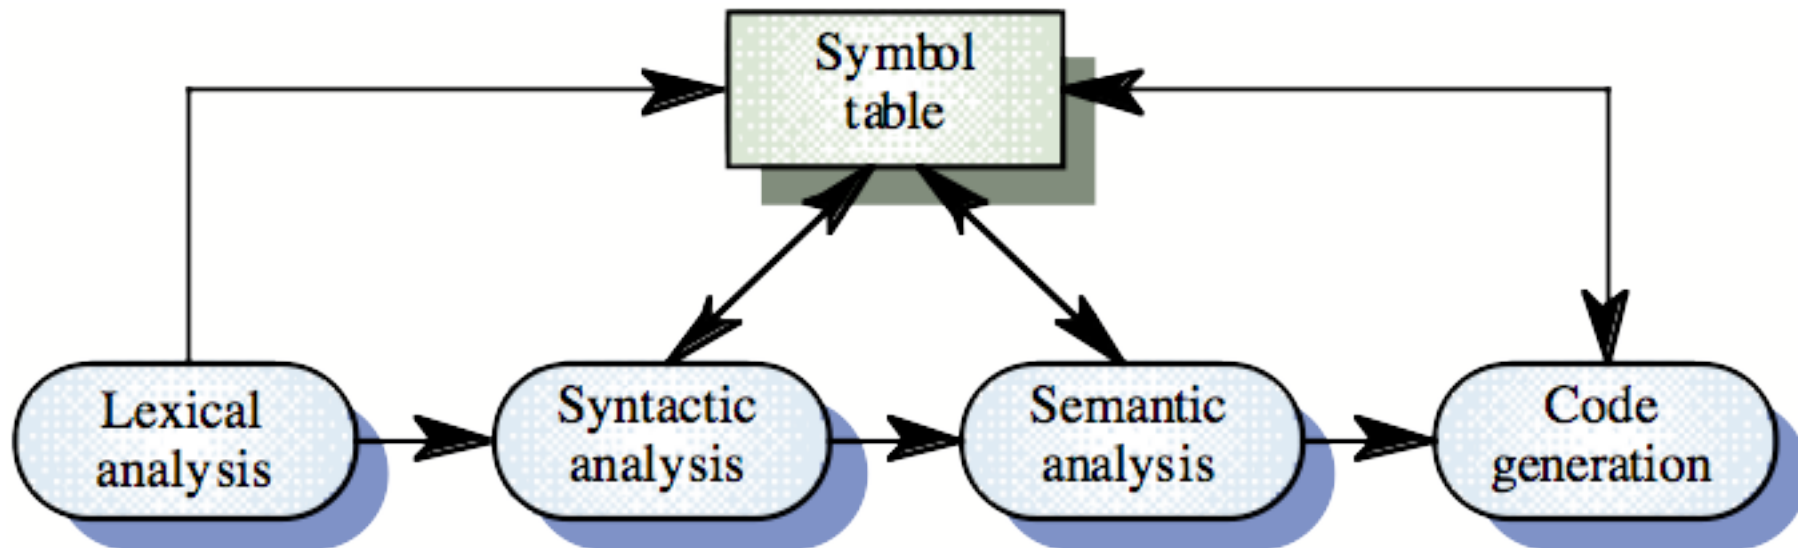 Symbol
table
Lexical
analysis
Syntactic
analysis
Semantic
analysis
Code
generation